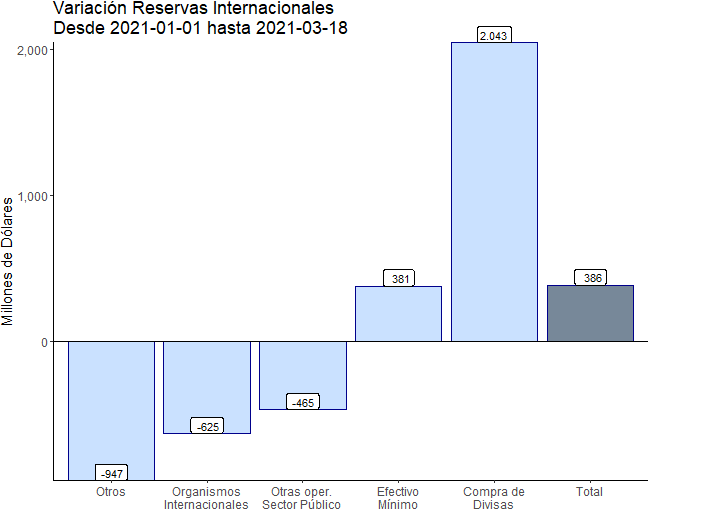 Variación Reservas Internacionales
Desde 2021-01-01 hasta 2021-03-18
Millones de Dólares
2,000
1,000
0
-947
-625
-465
381
2.043
386
Otros
Organismos
Internacionales
Otras oper.
Sector Público
Efectivo
Mínimo
Compra de
Divisas
Total